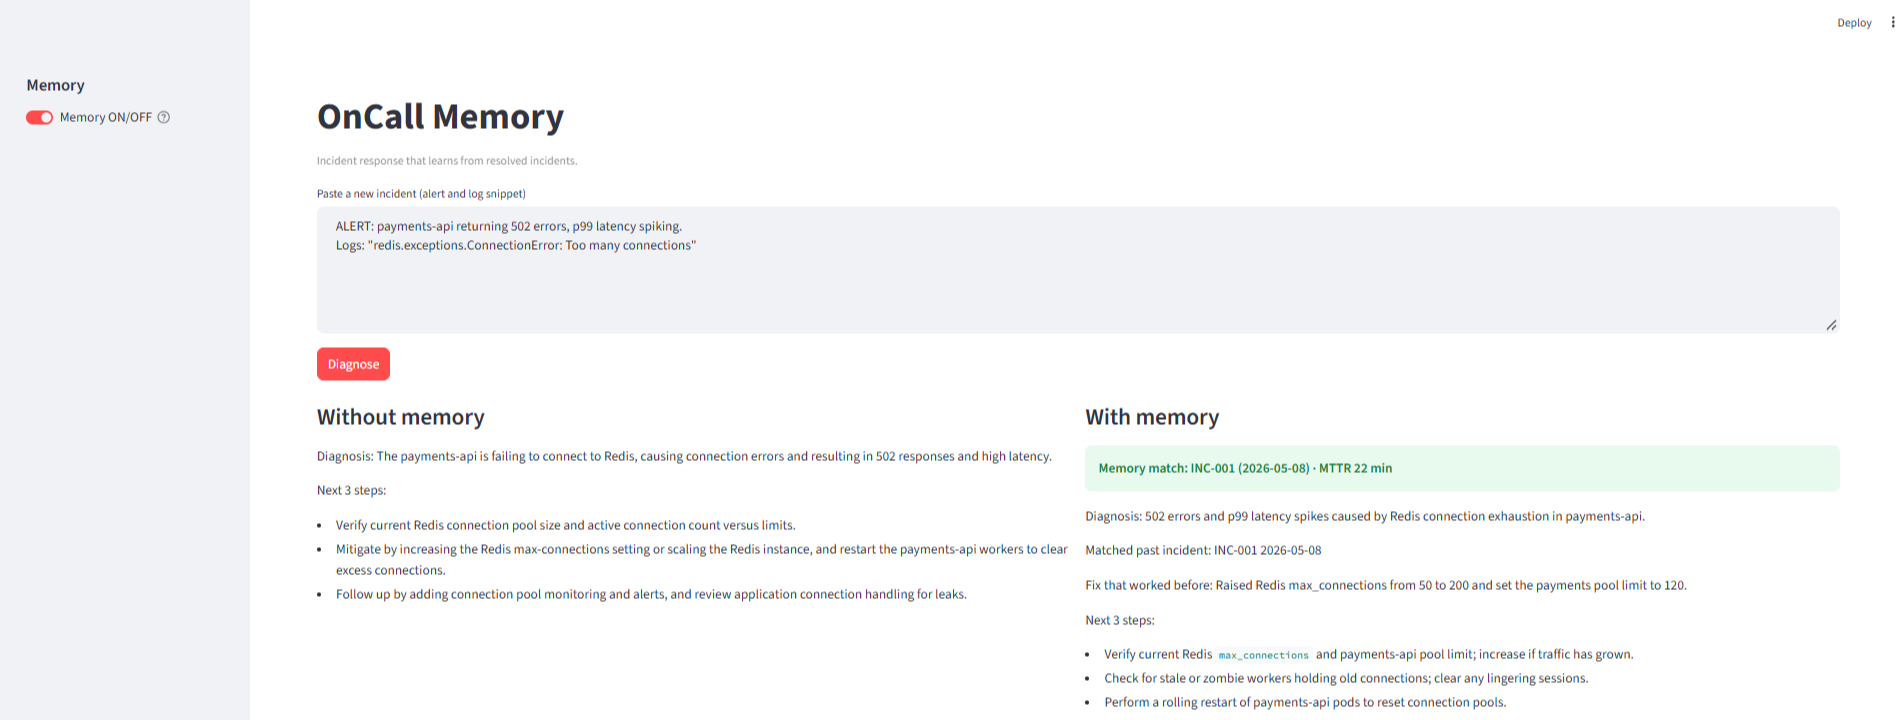 Deploy
Memory
Memory ON/OFF
OnCall Memory
Incident response that learns from resolved incidents.
Paste a new incident (alert and log snippet)
ALERT: payments-api returning 502 errors, p99 latency spiking.
Logs: "redis.exceptions.ConnectionError: Too many connections"
Diagnose
Without memory
Diagnosis: The payments-api is failing to connect to Redis, causing connection errors and resulting in 502 responses and high latency.
Next 3 steps:
• Verify current Redis connection pool size and active connection count versus limits.
• Mitigate by increasing the Redis max-connections setting or scaling the Redis instance, and restart the payments-api workers to clear
excess connections.
• Follow up by adding connection pool monitoring and alerts, and review application connection handling for leaks.
With memory
Memory match: INC-001 (2026-05-08) · MTTR 22 min
Diagnosis: 502 errors and p99 latency spikes caused by Redis connection exhaustion in payments-api.
Matched past incident: INC-001 2026-05-08
Fix that worked before: Raised Redis max_connections from 50 to 200 and set the payments pool limit to 120.
Next 3 steps:
• Verify current Redis max_connections and payments-api pool limit; increase if traffic has grown.
• Check for stale or zombie workers holding old connections; clear any lingering sessions.
• Perform a rolling restart of payments-api pods to reset connection pools.